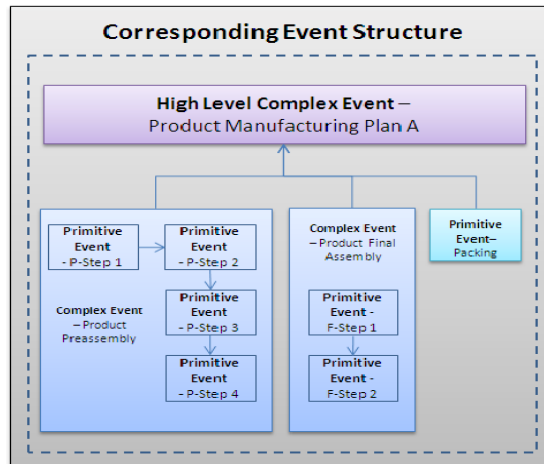 Corresponding Event Structure
High Level Complex Event –
Product Manufacturing Plan A
Primitive
Event
- P-Step 1
Primitive
Event
- P-Step 2
Complex Event
– Product
Preassembly
Primitive
Event
- P-Step 3
Primitive
Event
- P-Step 4
Complex Event
– Product Final
Assembly
Primitive
Event -
F-Step 1
Primitive
Event -
F-Step 2
Primitive
Event–
Packing